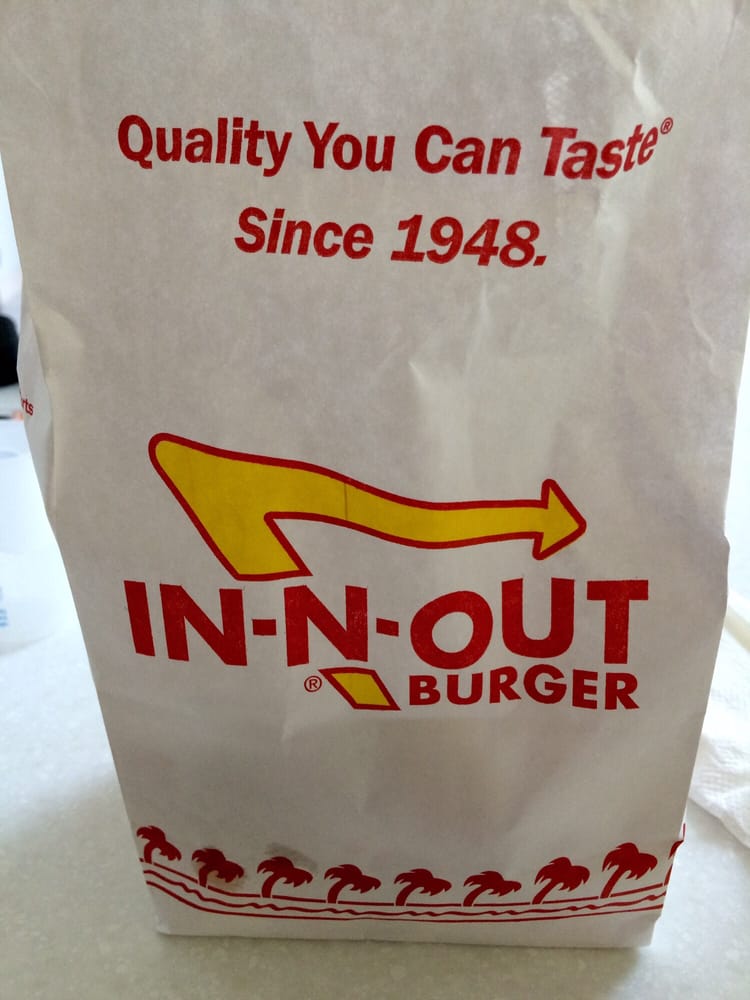 Quality You Can Taste®
Since 1948.
IN-N-OUT
® BURGER